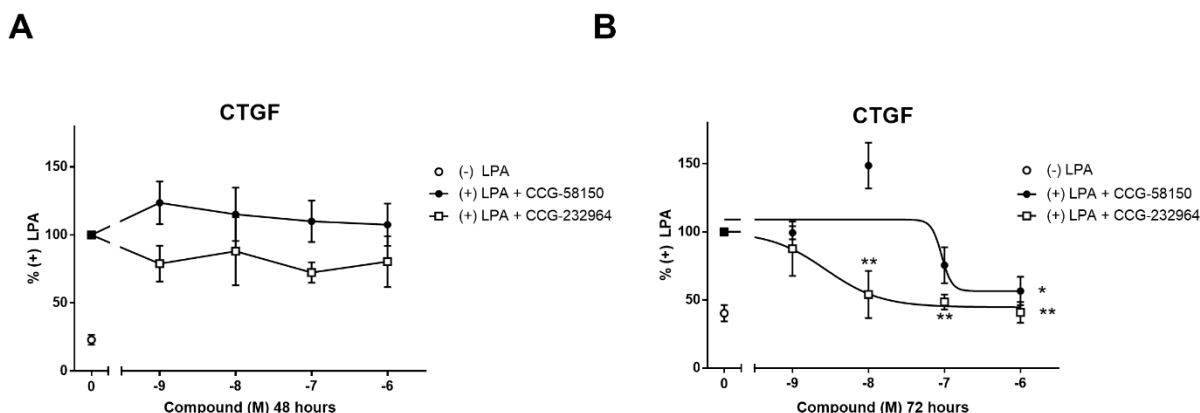 A
CTGF
% (+) LPA
150
100
50
0
0
-9
-8
-7
-6
Compound (M) 48 hours
(-) LPA
(+) LPA + CCG-58150
(+) LPA + CCG-232964
B
CTGF
% (+) LPA
150
100
50
0
**
**
*
**
0
-9
-8
-7
-6
Compound (M) 72 hours
(-) LPA
(+) LPA + CCG-58150
(+) LPA + CCG-232964